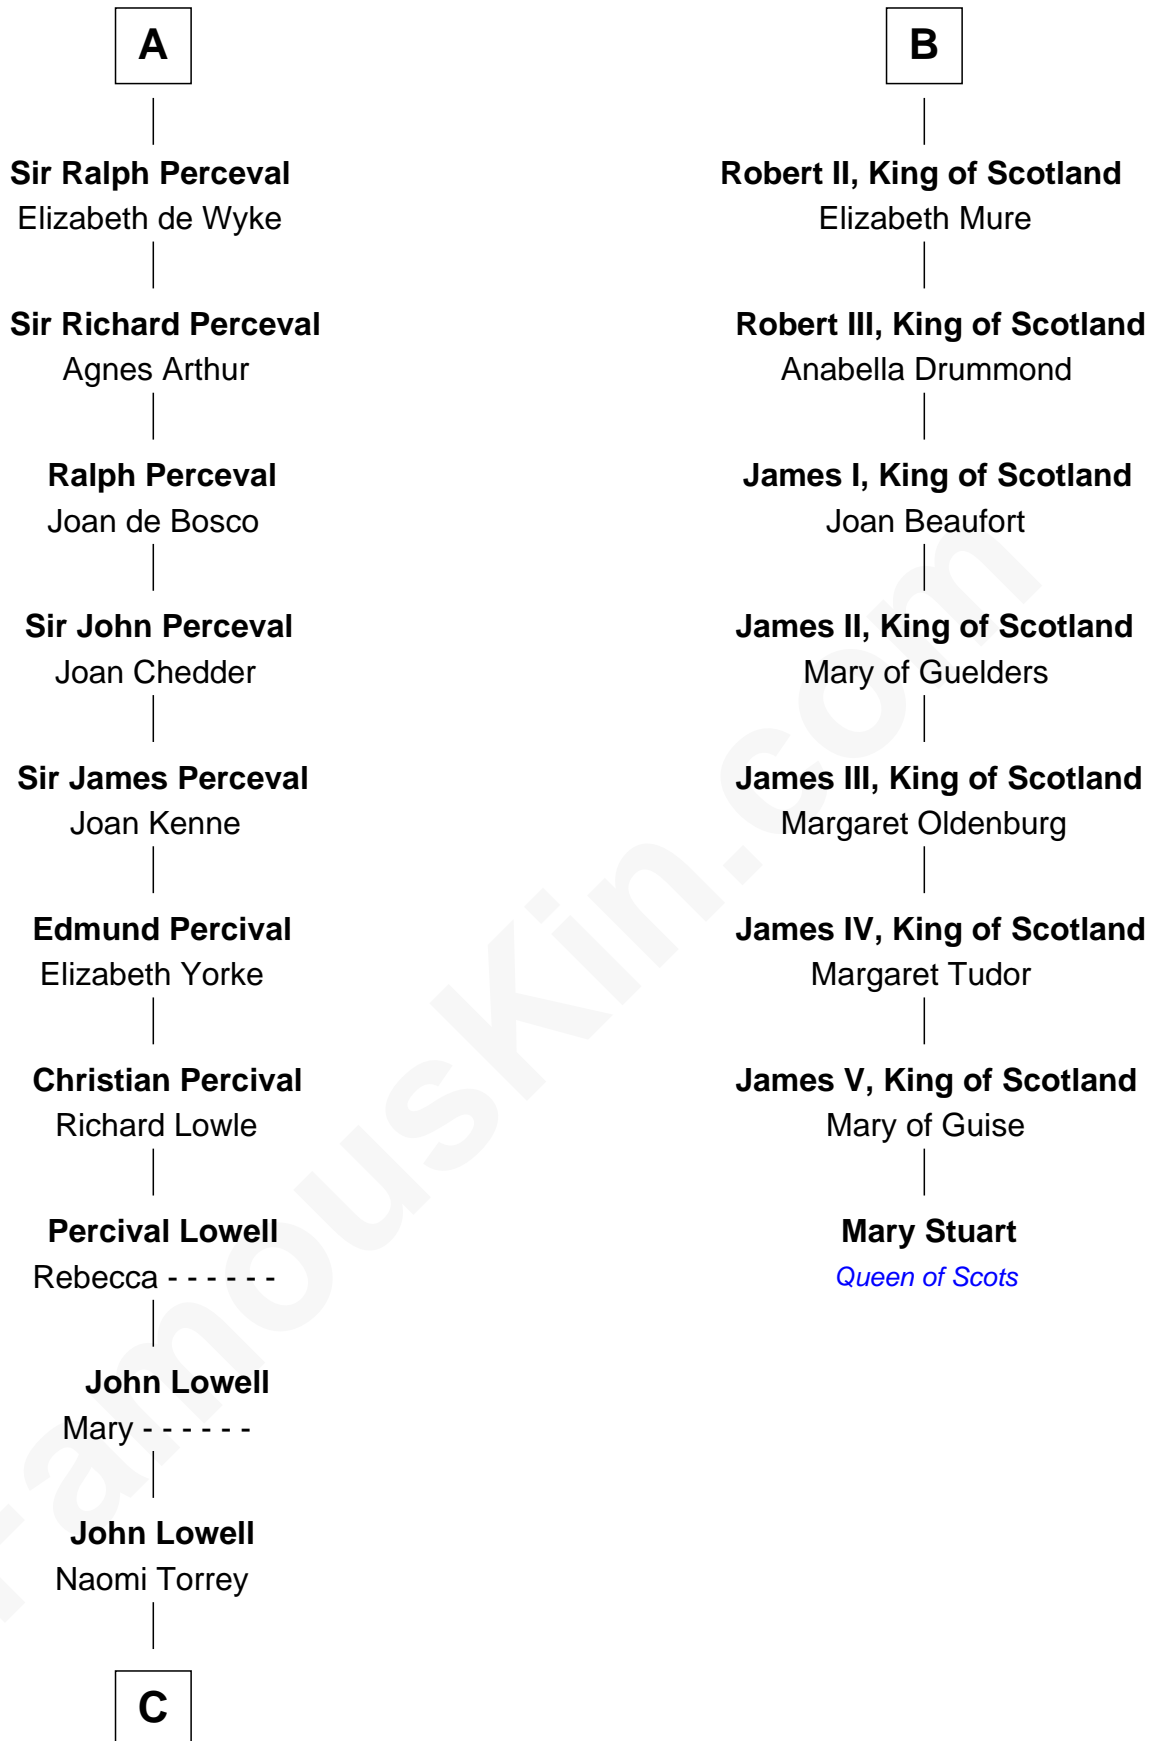 A
Sir Ralph Perceval
Elizabeth de Wyke
Sir Richard Perceval
Agnes Arthur
Ralph Perceval
Joan de Bosco
Sir John Perceval
Joan Chedder
Sir James Perceval
Joan Kenne
Edmund Percival
Elizabeth Yorke
Christian Percival
Richard Lowle
Percival Lowell
Rebecca - - - - - -
John Lowell
Mary - - - - - -
John Lowell
Naomi Torrey
C
B
Robert II, King of Scotland
Elizabeth Mure
Robert III, King of Scotland
Anabella Drummond
James I, King of Scotland
Joan Beaufort
James II, King of Scotland
Mary of Guelders
James III, King of Scotland
Margaret Oldenburg
James IV, King of Scotland
Margaret Tudor
James V, King of Scotland
Mary of Guise
Mary Stuart
Queen of Scots
FamousKin.com